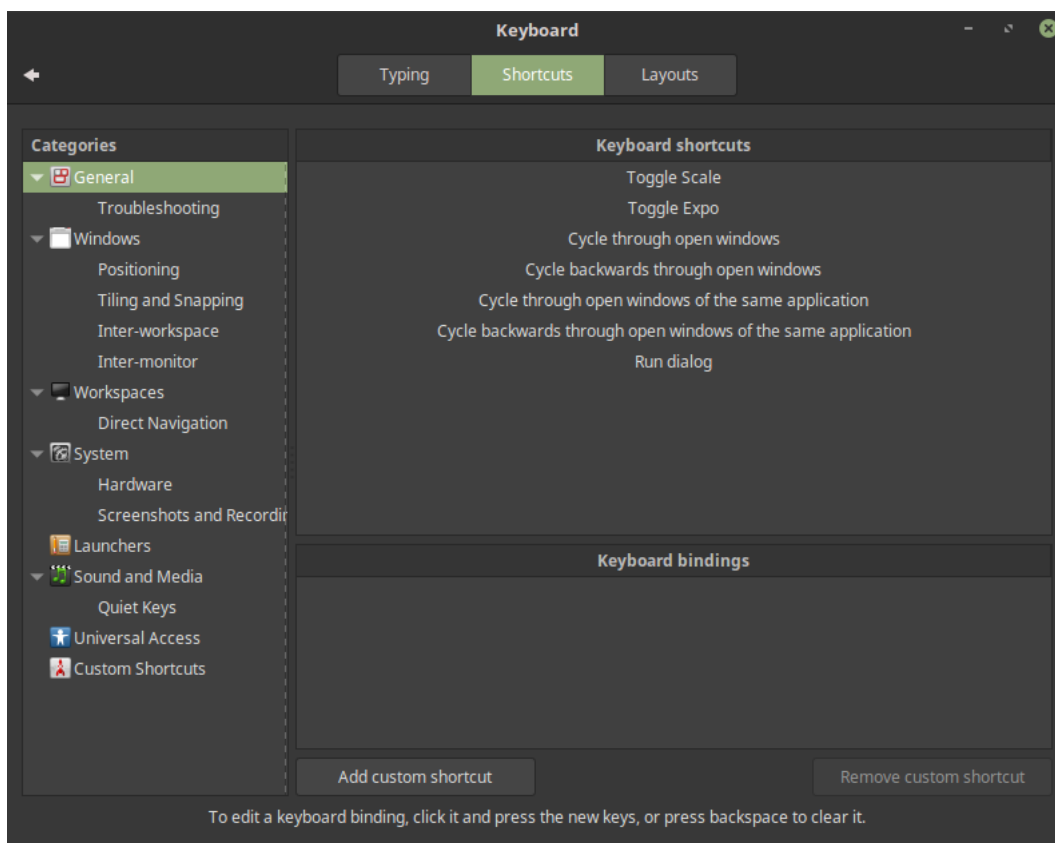 Keyboard
Typing
Shortcuts
Layouts
Categories
General
Troubleshooting
Windows
Positioning
Tiling and Snapping
Inter-workspace
Inter-monitor
Workspaces
Direct Navigation
System
Hardware
Screenshots and Recordin
Launchers
Sound and Media
Quiet Keys
Universal Access
Custom Shortcuts
Keyboard shortcuts
Toggle Scale
Toggle Expo
Cycle through open windows
Cycle backwards through open windows
Cycle through open windows of the same application
Cycle backwards through open windows of the same application
Run dialog
Keyboard bindings
Add custom shortcut
Remove custom shortcut
To edit a keyboard binding, click it and press the new keys, or press backspace to clear it.